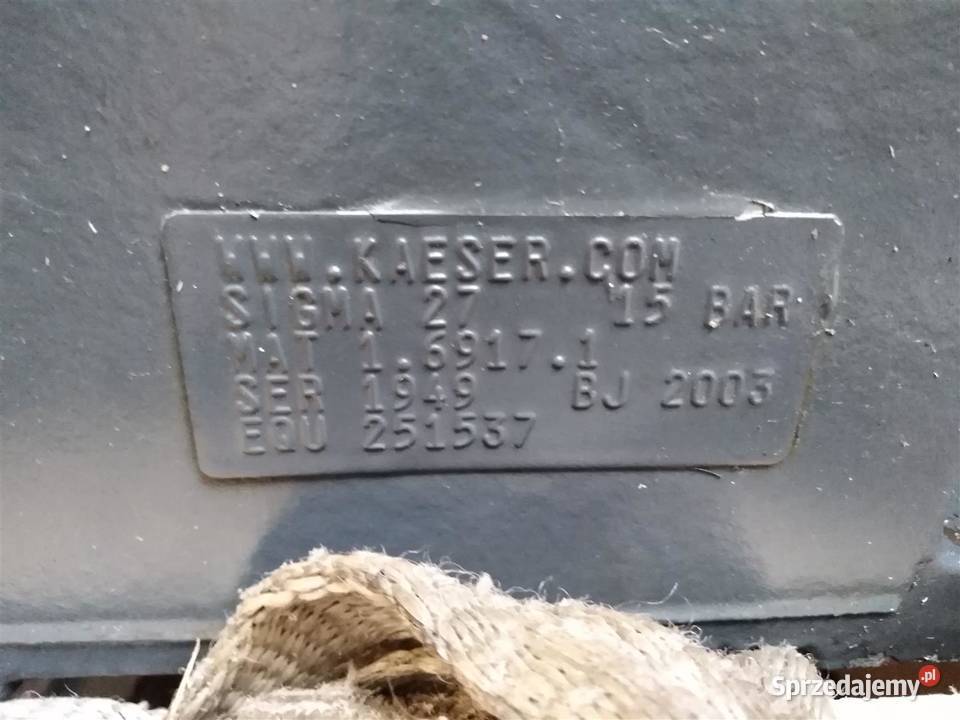 WWW.KAESER.COM
SIGMA 27 15 BAR
MAT 1.6917.1
SER 1949 BJ 2003
EQU 251537
Sprzedajemy.pl